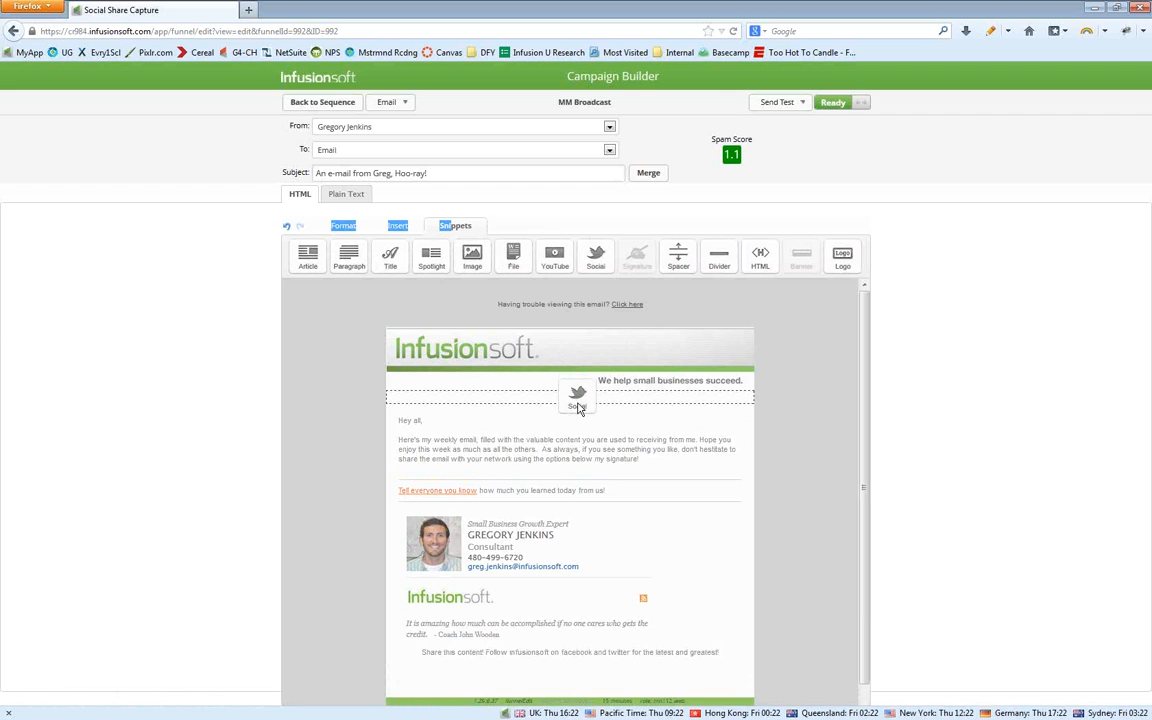 Firefox
Social Share Capture
https://cr984.infusionsoft.com/app/funnel/edit?view=edit&funnelId=992&ID=992
Google
MyApp UG Evry1Scl Pixlr.com Cereal G4-CH NetSuite NPS Mstrmnd Rcdng Canvas DFY Infusion U Research Most Visited Internal Basecamp Too Hot To Candle - F...
Infusionsoft Campaign Builder
Back to Sequence Email MM Broadcast Send Test Ready
From: Gregory Jenkins
Spam Score
To: Email
1.1
Subject: An e-mail from Greg, Hoo-ray! Merge
HTML Plain Text
Format Insert Snippets
Article Paragraph Title Spotlight Image File YouTube Social Signature Spacer Divider HTML Banner Logo
Logo
Having trouble viewing this email? Click here
Infusionsoft.
We help small businesses succeed.
Social
Hey all,
Here's my weekly email, filled with the valuable content you are used to receiving from me. Hope you
enjoy this week as much as all the others. As always, if you see something you like, don't hestitate to
share the email with your network using the options below my signature!
Tell everyone you know how much you learned today from us!
Small Business Growth Expert
GREGORY JENKINS
Consultant
480-499-6720
greg.jenkins@infusionsoft.com
Infusionsoft.
It is amazing how much can be accomplished if no one cares who gets the
credit. - Coach John Wooden
Share this content! Follow infusionsoft on facebook and twitter for the latest and greatest!
UK: Thu 16:22 Pacific Time: Thu 09:22 Hong Kong: Fri 00:22 Queensland: Fri 02:22 New York: Thu 12:22 Germany: Thu 17:22 Sydney: Fri 03:22